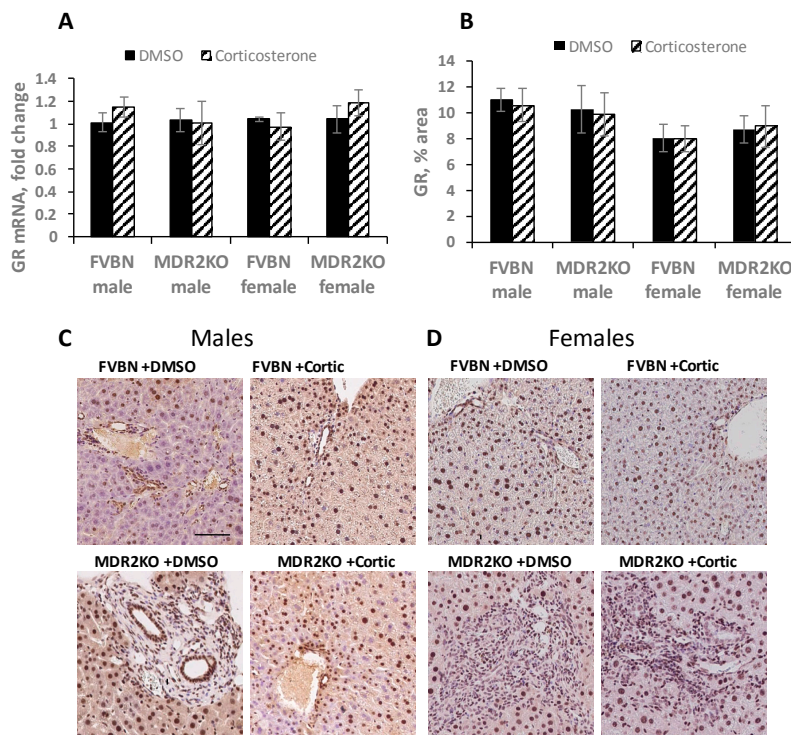 A
DMSO Corticosterone
GR mRNA, fold change
1.4
1.2
1
0.8
0.6
0.4
0.2
0
FVBN male
MDR2KO male
FVBN female
MDR2KO female
B
DMSO Corticosterone
GR, % area
14
12
10
8
6
4
2
0
FVBN male
MDR2KO male
FVBN female
MDR2KO female
C Males
FVBN +DMSO
FVBN +Cortic
MDR2KO +DMSO
MDR2KO +Cortic
D Females
FVBN +DMSO
FVBN +Cortic
MDR2KO +DMSO
MDR2KO +Cortic